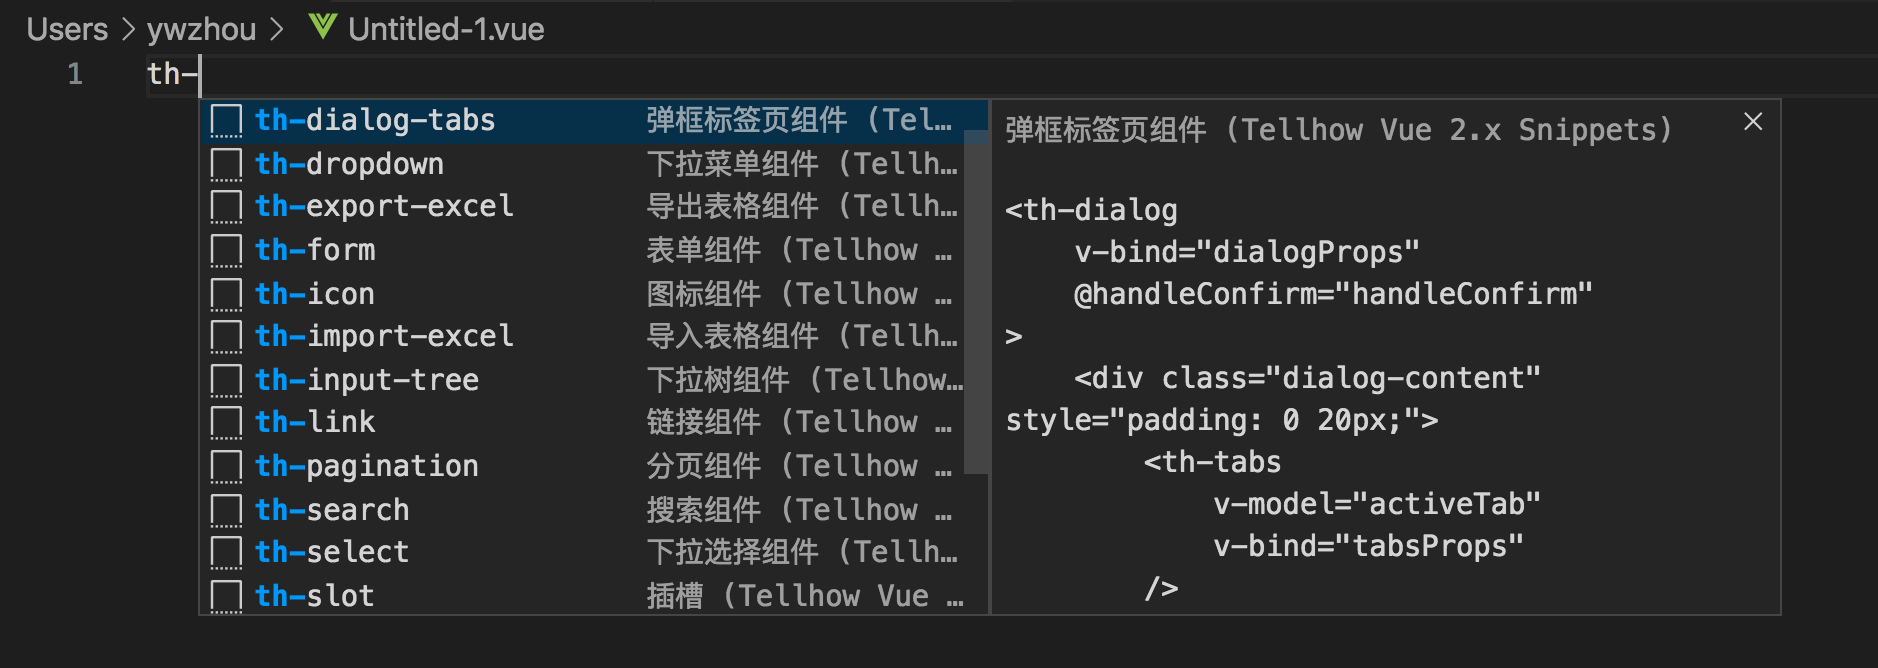 Users > ywzhou > Untitled-1.vue
1 th-
th-dialog-tabs 弹框标签页组件 (Tel…
th-dropdown 下拉菜单组件 (Tellh…
th-export-excel 导出表格组件 (Tellh…
th-form 表单组件 (Tellhow …
th-icon 图标组件 (Tellhow …
th-import-excel 导入表格组件 (Tellh…
th-input-tree 下拉树组件 (Tellhow…
th-link 链接组件 (Tellhow …
th-pagination 分页组件 (Tellhow …
th-search 搜索组件 (Tellhow …
th-select 下拉选择组件 (Tellh…
th-slot 插槽 (Tellhow Vue …
弹框标签页组件 (Tellhow Vue 2.x Snippets)
<th-dialog
v-bind="dialogProps"
@handleConfirm="handleConfirm"
>
<div class="dialog-content"
style="padding: 0 20px;">
<th-tabs
v-model="activeTab"
v-bind="tabsProps"
/>